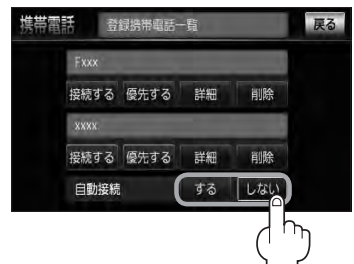 携帯電話 登録携帯電話一覧 戻る
Fxxx
接続する 優先する 詳細 削除
xxxx
接続する 優先する 詳細 削除
自動接続 する しない